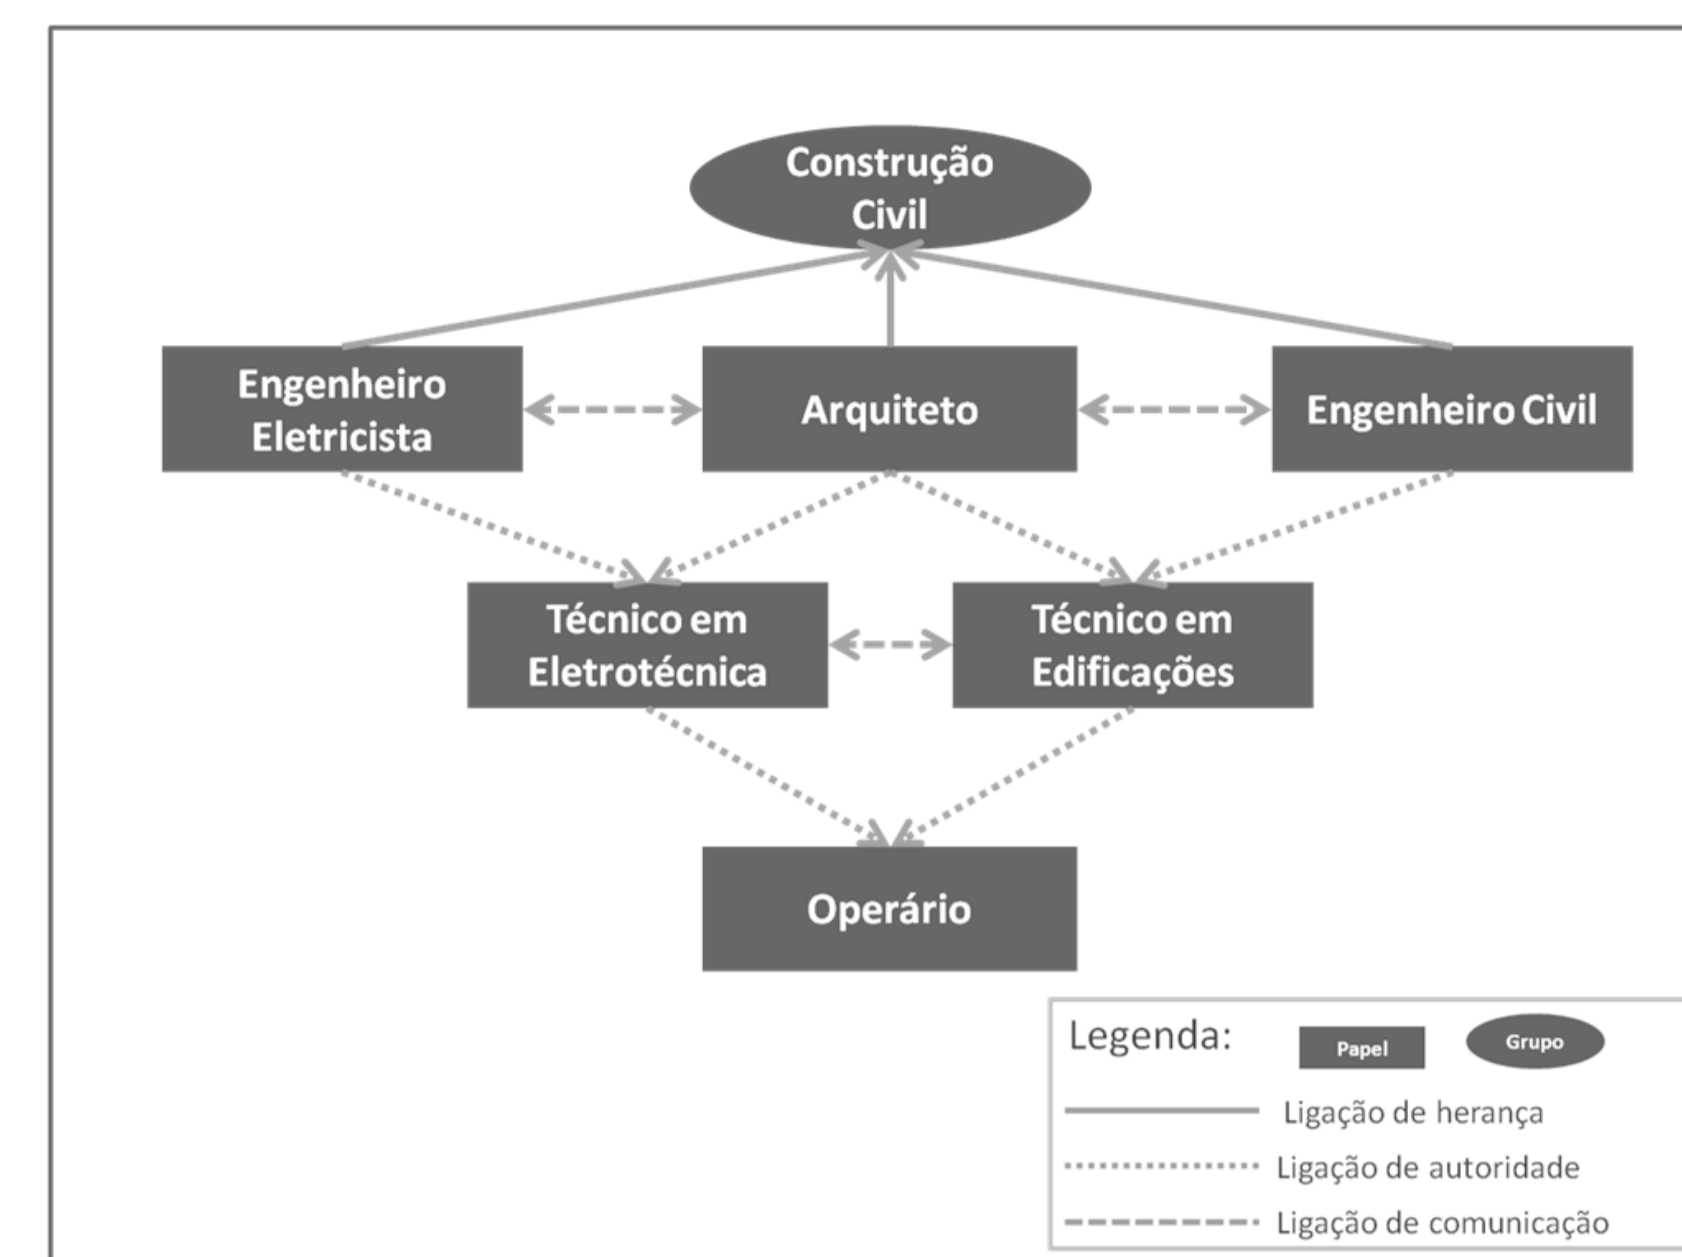 Construção
Civil
Engenheiro
Eletricista
Arquiteto
Engenheiro Civil
Técnico em
Eletrotécnica
Técnico em
Edificações
Operário
Legenda:
Papel
Grupo
Ligação de herança
Ligação de autoridade
Ligação de comunicação